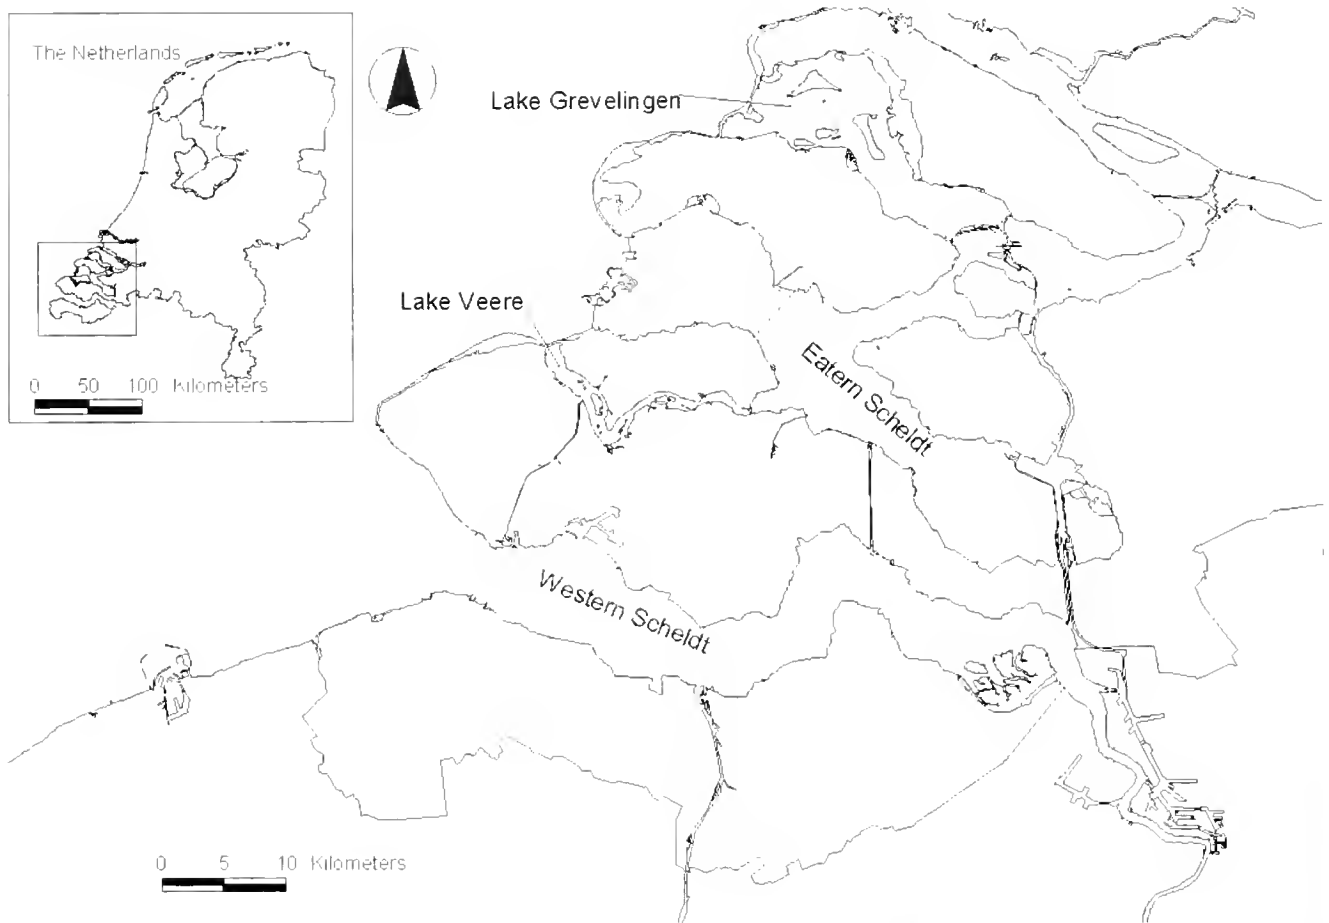 The Netherlands
0 50 100 Kilometers
Lake Grevelingen
Lake Veere
Eatern Scheldt
Western Scheldt
0 5 10 Kilometers